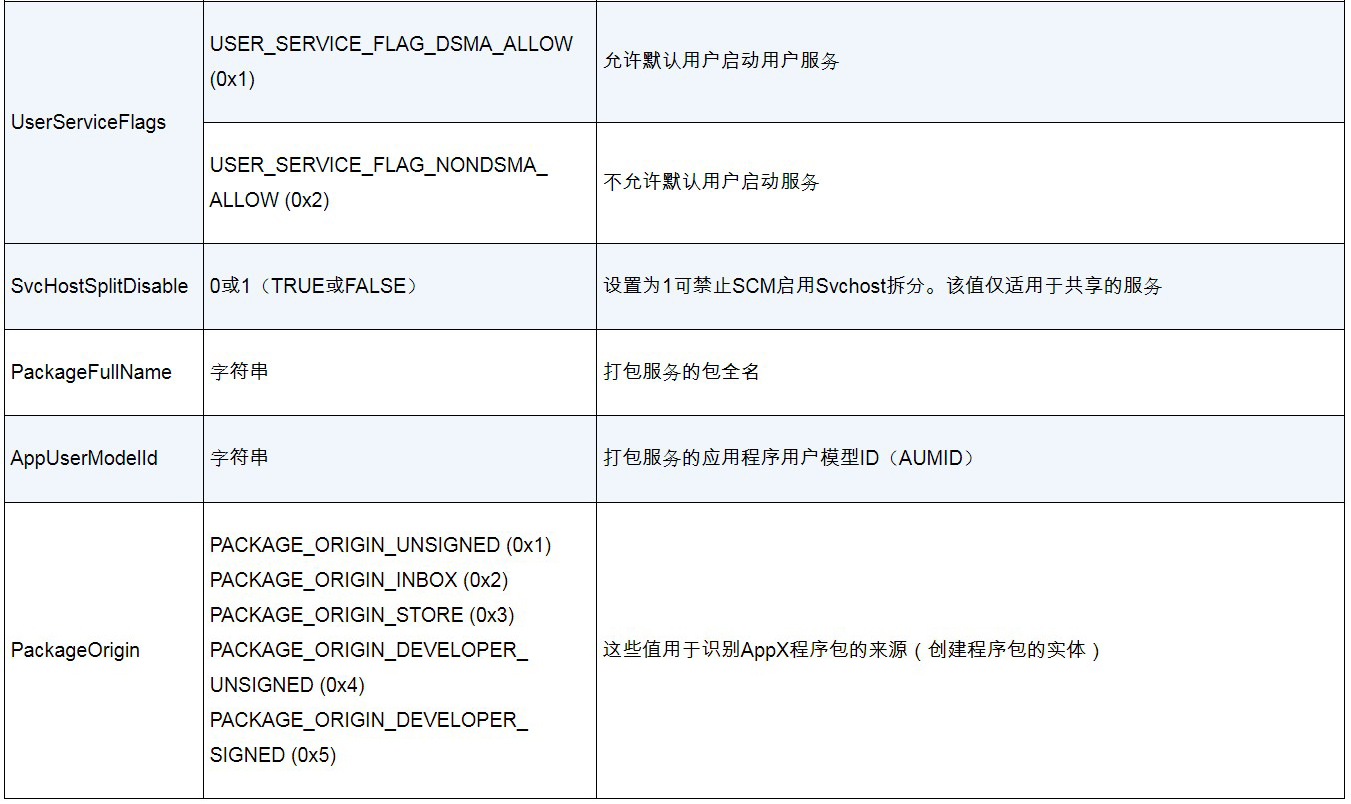 UserServiceFlags
USER_SERVICE_FLAG_DSMA_ALLOW
(0x1)
允许默认用户启动用户服务
USER_SERVICE_FLAG_NONDSMA_
ALLOW (0x2)
不允许默认用户启动服务
SvcHostSplitDisable
0或1（TRUE或FALSE）
设置为1可禁止SCM启用Svchost拆分。该值仅适用于共享的服务
PackageFullName
字符串
打包服务的包全名
AppUserModelId
字符串
打包服务的应用程序用户模型ID（AUMID）
PackageOrigin
PACKAGE_ORIGIN_UNSIGNED (0x1)
PACKAGE_ORIGIN_INBOX (0x2)
PACKAGE_ORIGIN_STORE (0x3)
PACKAGE_ORIGIN_DEVELOPER_
UNSIGNED (0x4)
PACKAGE_ORIGIN_DEVELOPER_
SIGNED (0x5)
这些值用于识别AppX程序包的来源（创建程序包的实体）